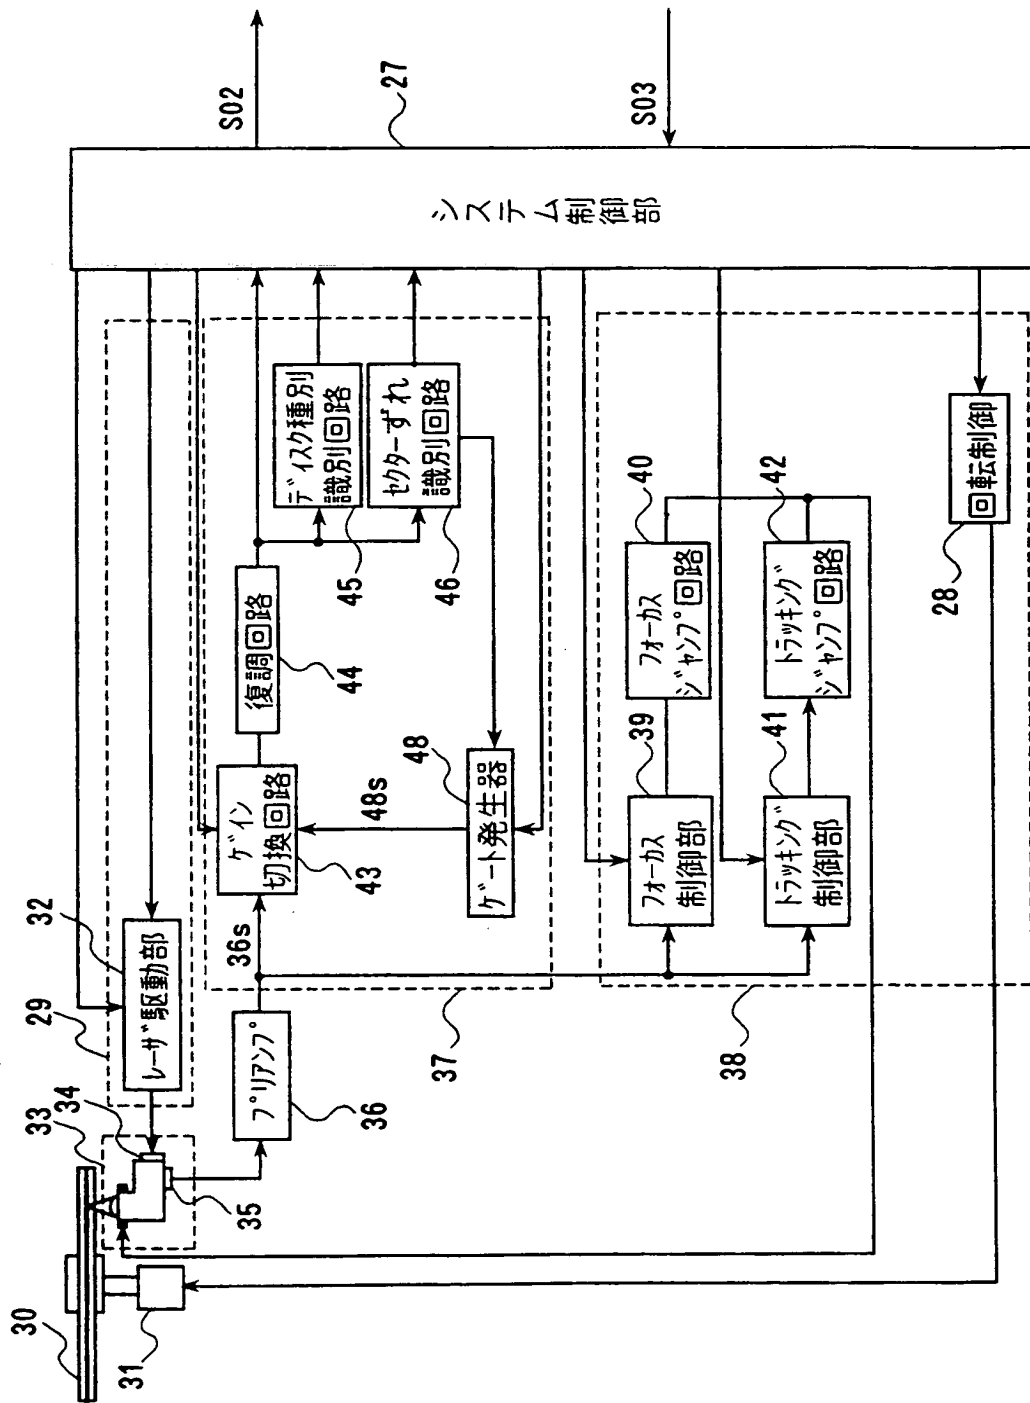 30
31
33
34
35
29
32
レーザ駆動部
プリアンプ
36
36s
37
ゲイン
切換回路
43
復調回路
44
ディスク種別
識別回路
45
セクターずれ
識別回路
46
48s
48
ゲート発生器
38
フォーカス
制御部
39
フォーカス
ジャンプ回路
40
トラッキング
制御部
41
トラッキング
ジャンプ回路
42
回転制御
28
システム制御部
27
S02
S03